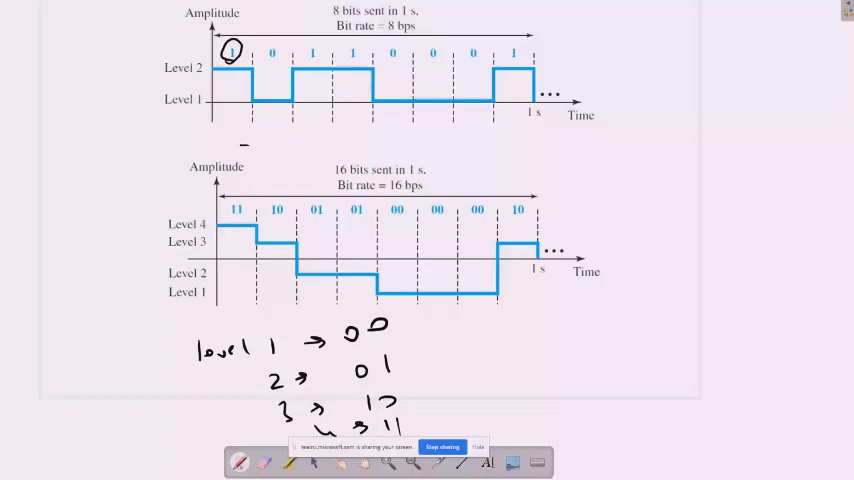 Amplitude
8 bits sent in 1 s,
Bit rate = 8 bps
1 0 1 1 0 0 0 1
Level 2
Level 1
1 s
Time
Amplitude
16 bits sent in 1 s,
Bit rate = 16 bps
11 10 01 01 00 00 00 10
Level 4
Level 3
Level 2
Level 1
1 s
Time
level 1 → 00
2 → 01
3 → 10
4 → 11
teams.microsoft.com is sharing your screen.
Stop sharing
Hide
AI